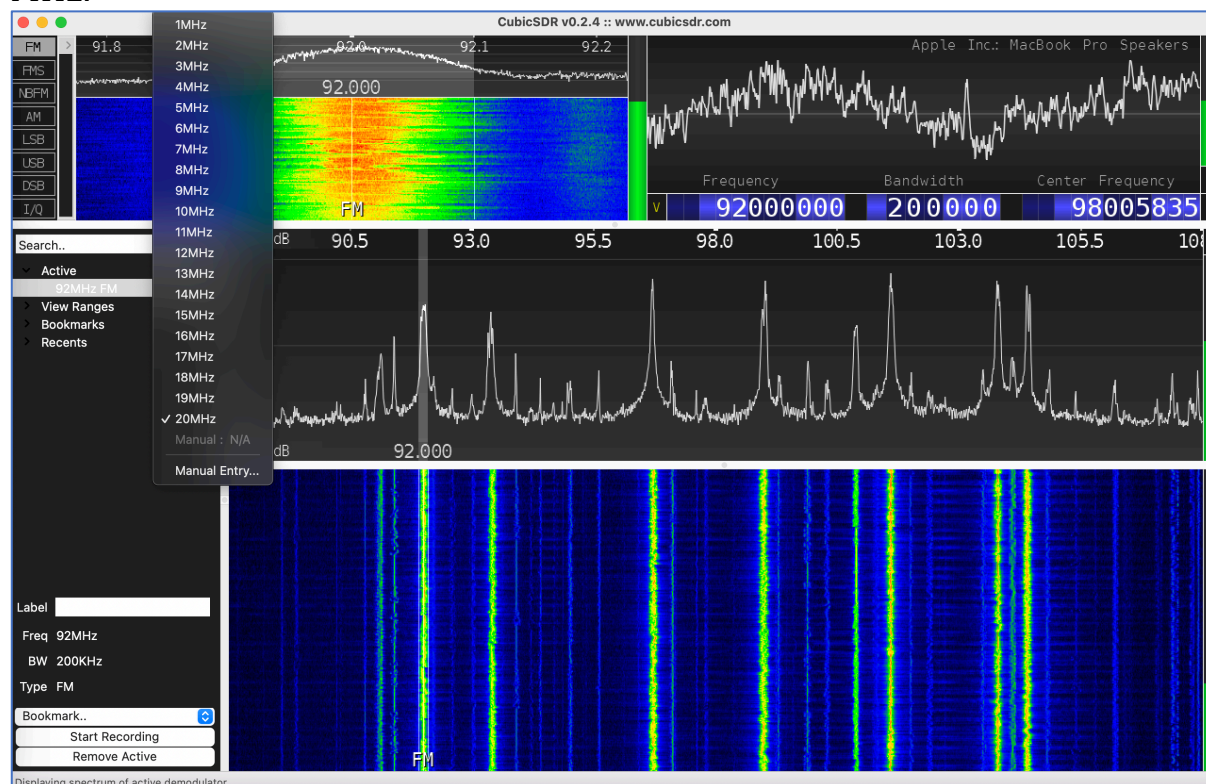 CubicSDR v0.2.4 :: www.cubicsdr.com
FM
FMS
NBFM
AM
LSB
USB
DSB
I/Q
>
91.8
92.0
92.1
92.2
92.000
FM
1MHz
2MHz
3MHz
4MHz
5MHz
6MHz
7MHz
8MHz
9MHz
10MHz
11MHz
12MHz
13MHz
14MHz
15MHz
16MHz
17MHz
18MHz
19MHz
✓ 20MHz
Manual : N/A
Manual Entry...
Apple Inc.: MacBook Pro Speakers
Frequency Bandwidth Center Frequency
V 92000000 200000 98005835
Search..
Active
92MHz FM
View Ranges
Bookmarks
Recents
dB 90.5 93.0 95.5 98.0 100.5 103.0 105.5
dB 92.000
FM
Label
Freq 92MHz
BW 200KHz
Type FM
Bookmark..
Start Recording
Remove Active
Displaying spectrum of active demodulator